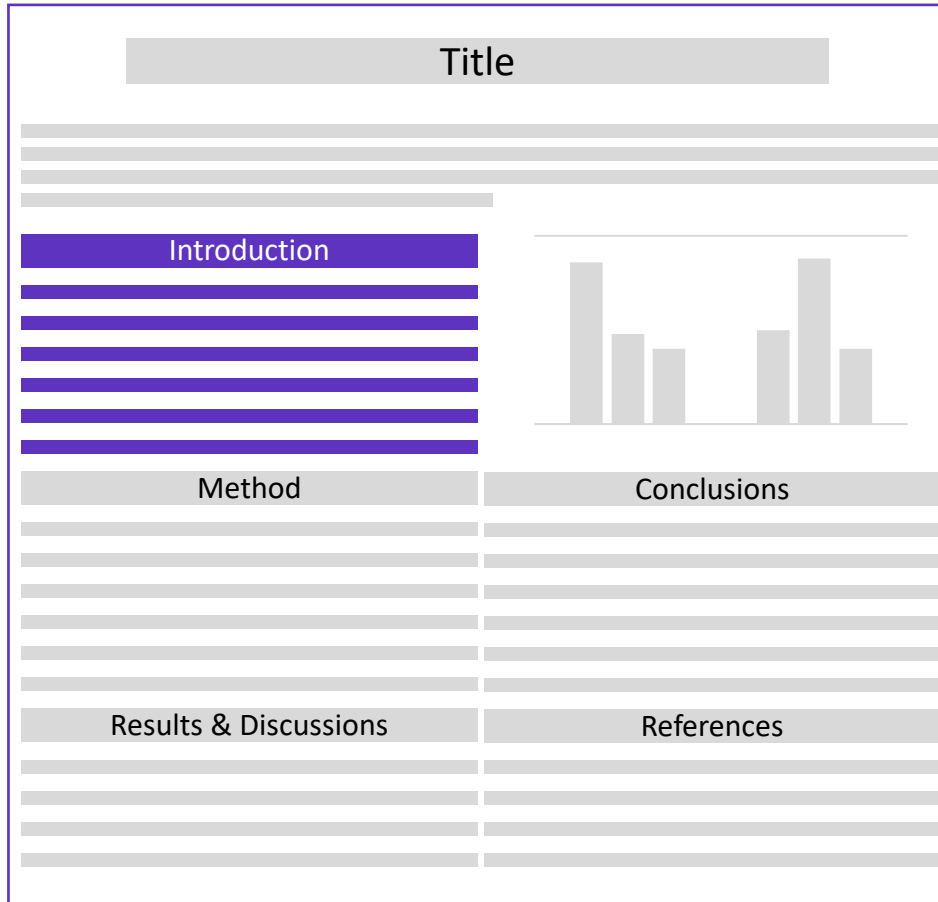 Title
Introduction
Method
Results & Discussions
Conclusions
References